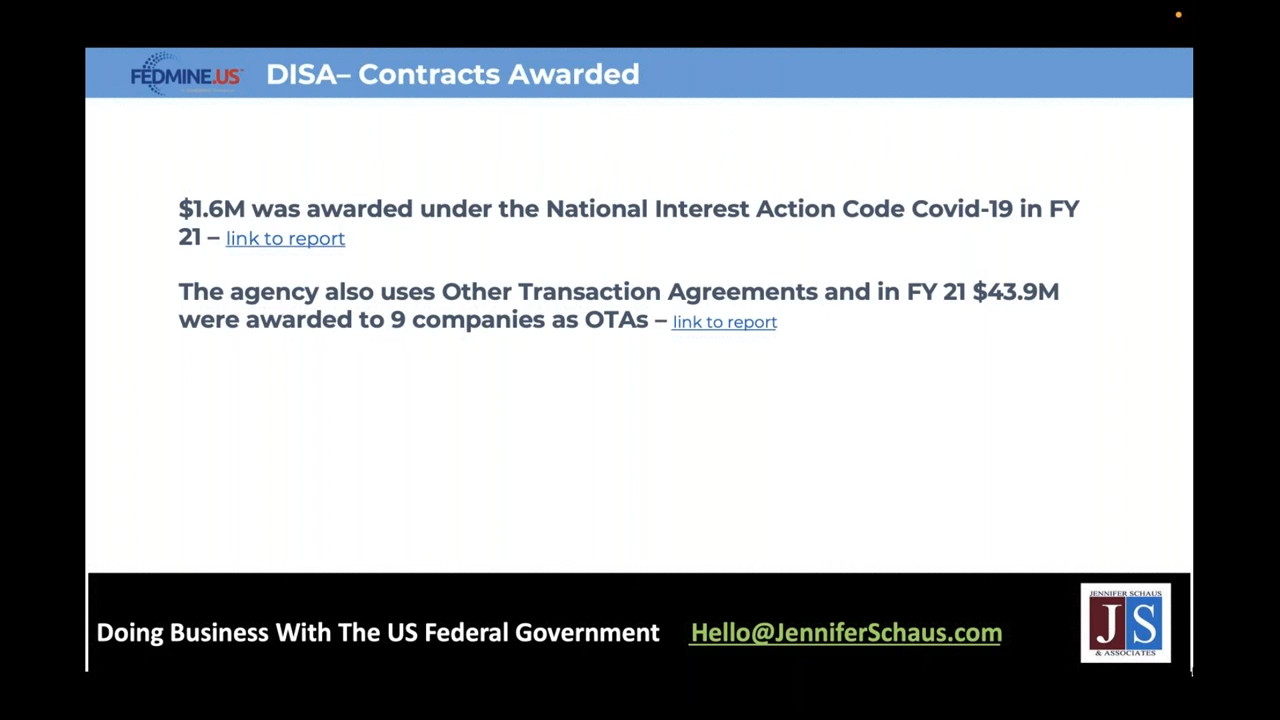 FEDMINE.US
DISA– Contracts Awarded
$1.6M was awarded under the National Interest Action Code Covid-19 in FY
21 – link to report
The agency also uses Other Transaction Agreements and in FY 21 $43.9M
were awarded to 9 companies as OTAs – link to report
Doing Business With The US Federal Government Hello@JenniferSchaus.com
JENNIFER SCHAUS
JS
& ASSOCIATES